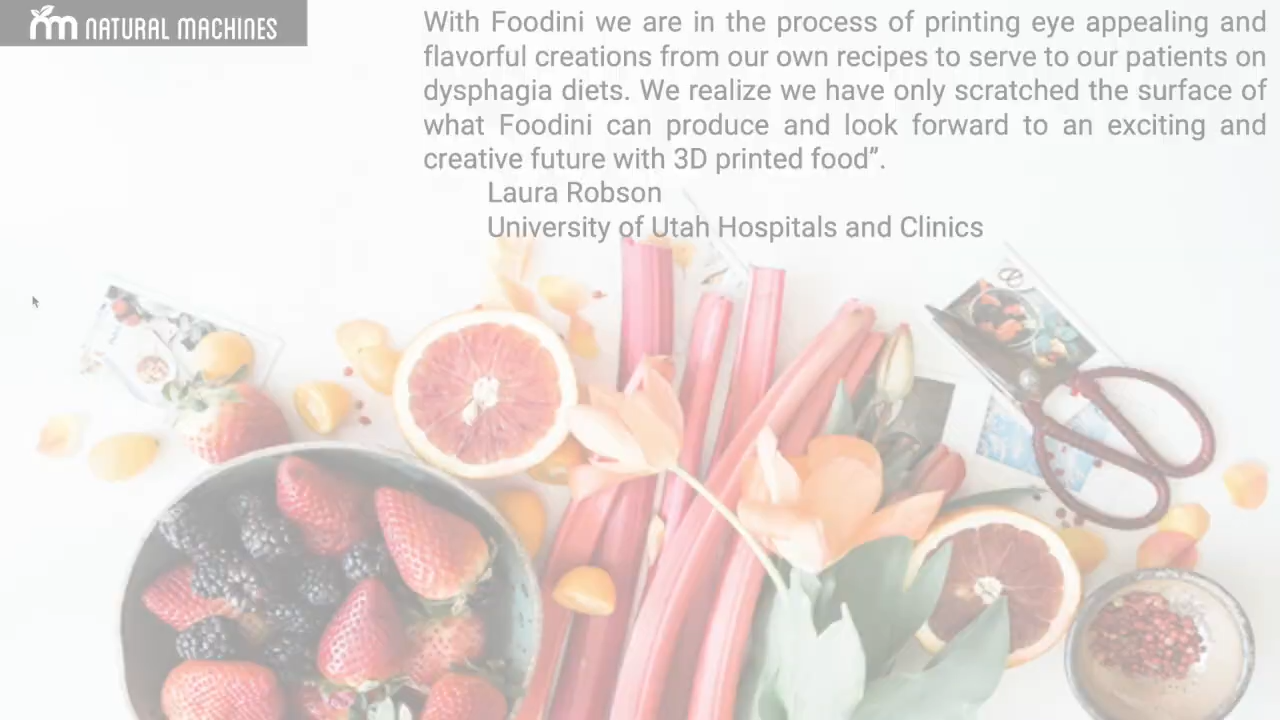 NATURAL MACHINES
With Foodini we are in the process of printing eye appealing and
flavorful creations from our own recipes to serve to our patients on
dysphagia diets. We realize we have only scratched the surface of
what Foodini can produce and look forward to an exciting and
creative future with 3D printed food”.
Laura Robson
University of Utah Hospitals and Clinics